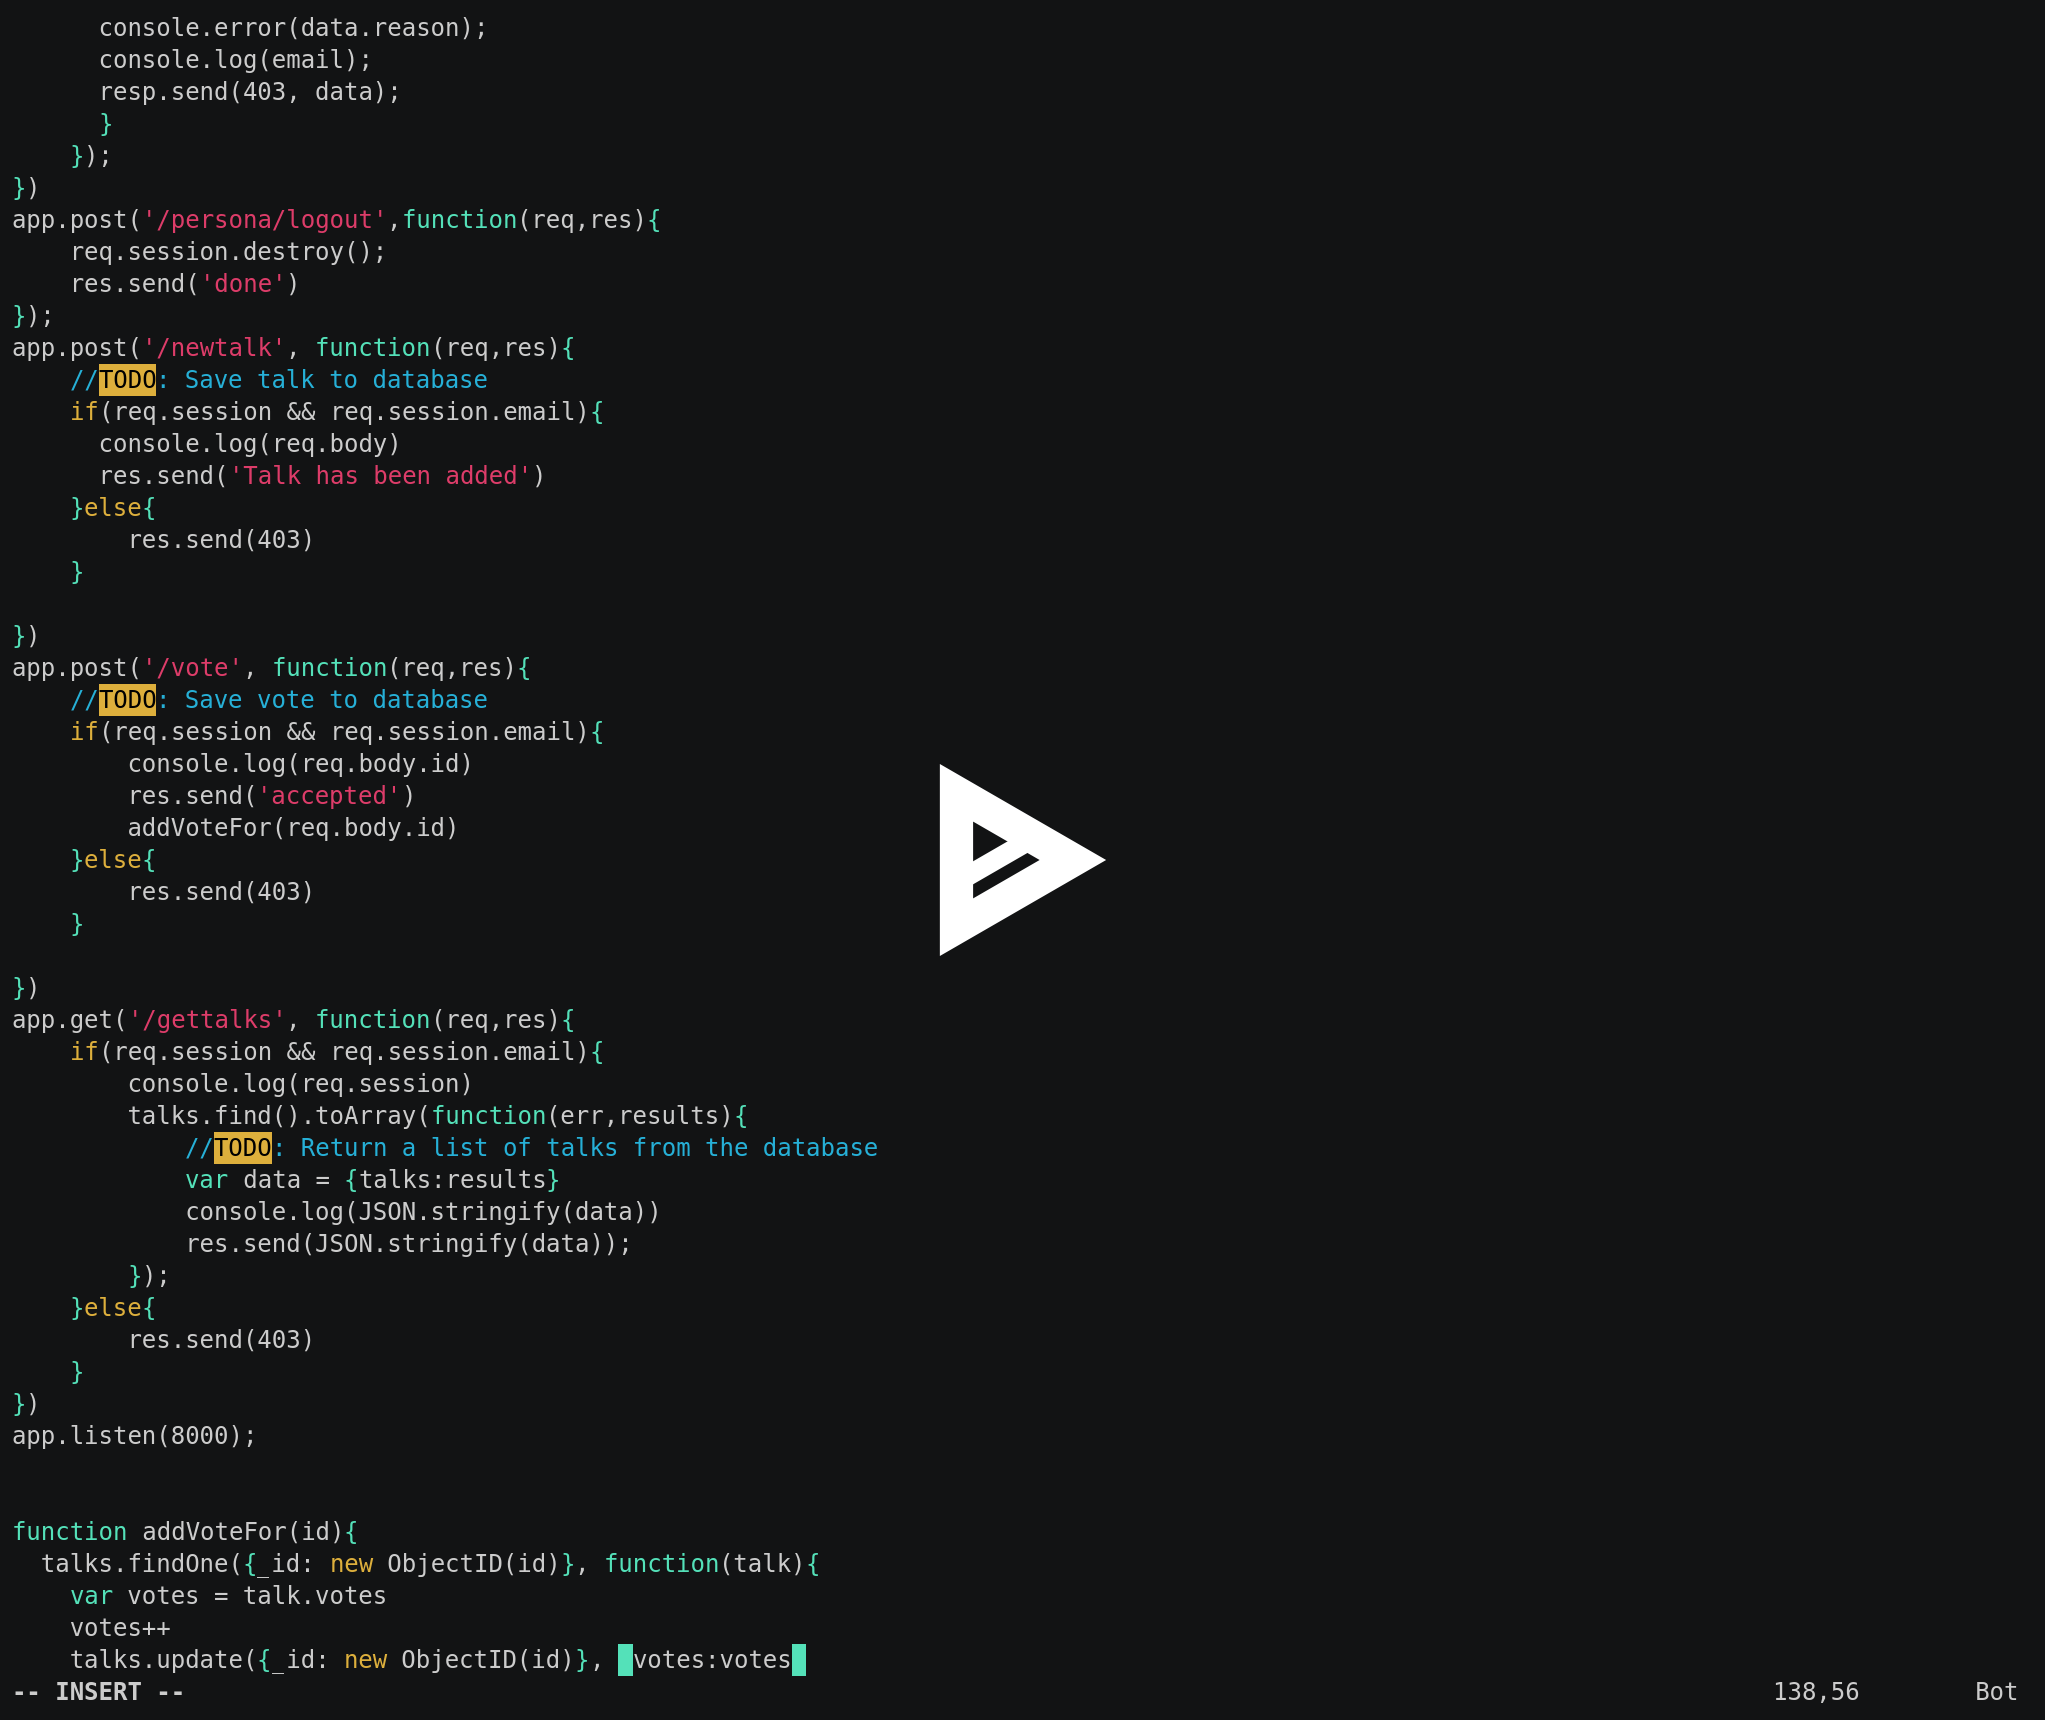 console.error(data.reason);
      console.log(email);
      resp.send(403, data);
      }
    });
})
app.post('/persona/logout',function(req,res){
    req.session.destroy();
    res.send('done')
});
app.post('/newtalk', function(req,res){
    //TODO: Save talk to database
    if(req.session && req.session.email){
      console.log(req.body)
      res.send('Talk has been added')
    }else{
        res.send(403)
    }

})
app.post('/vote', function(req,res){
    //TODO: Save vote to database
    if(req.session && req.session.email){
        console.log(req.body.id)
        res.send('accepted')
        addVoteFor(req.body.id)
    }else{
        res.send(403)
    }

})
app.get('/gettalks', function(req,res){
    if(req.session && req.session.email){
        console.log(req.session)
        talks.find().toArray(function(err,results){
            //TODO: Return a list of talks from the database
            var data = {talks:results}
            console.log(JSON.stringify(data))
            res.send(JSON.stringify(data));
        });
    }else{
        res.send(403)
    }
})
app.listen(8000);


function addVoteFor(id){
  talks.findOne({_id: new ObjectID(id)}, function(talk){
    var votes = talk.votes
    votes++
    talks.update({_id: new ObjectID(id)}, votes:votes
-- INSERT -- 138,56 Bot